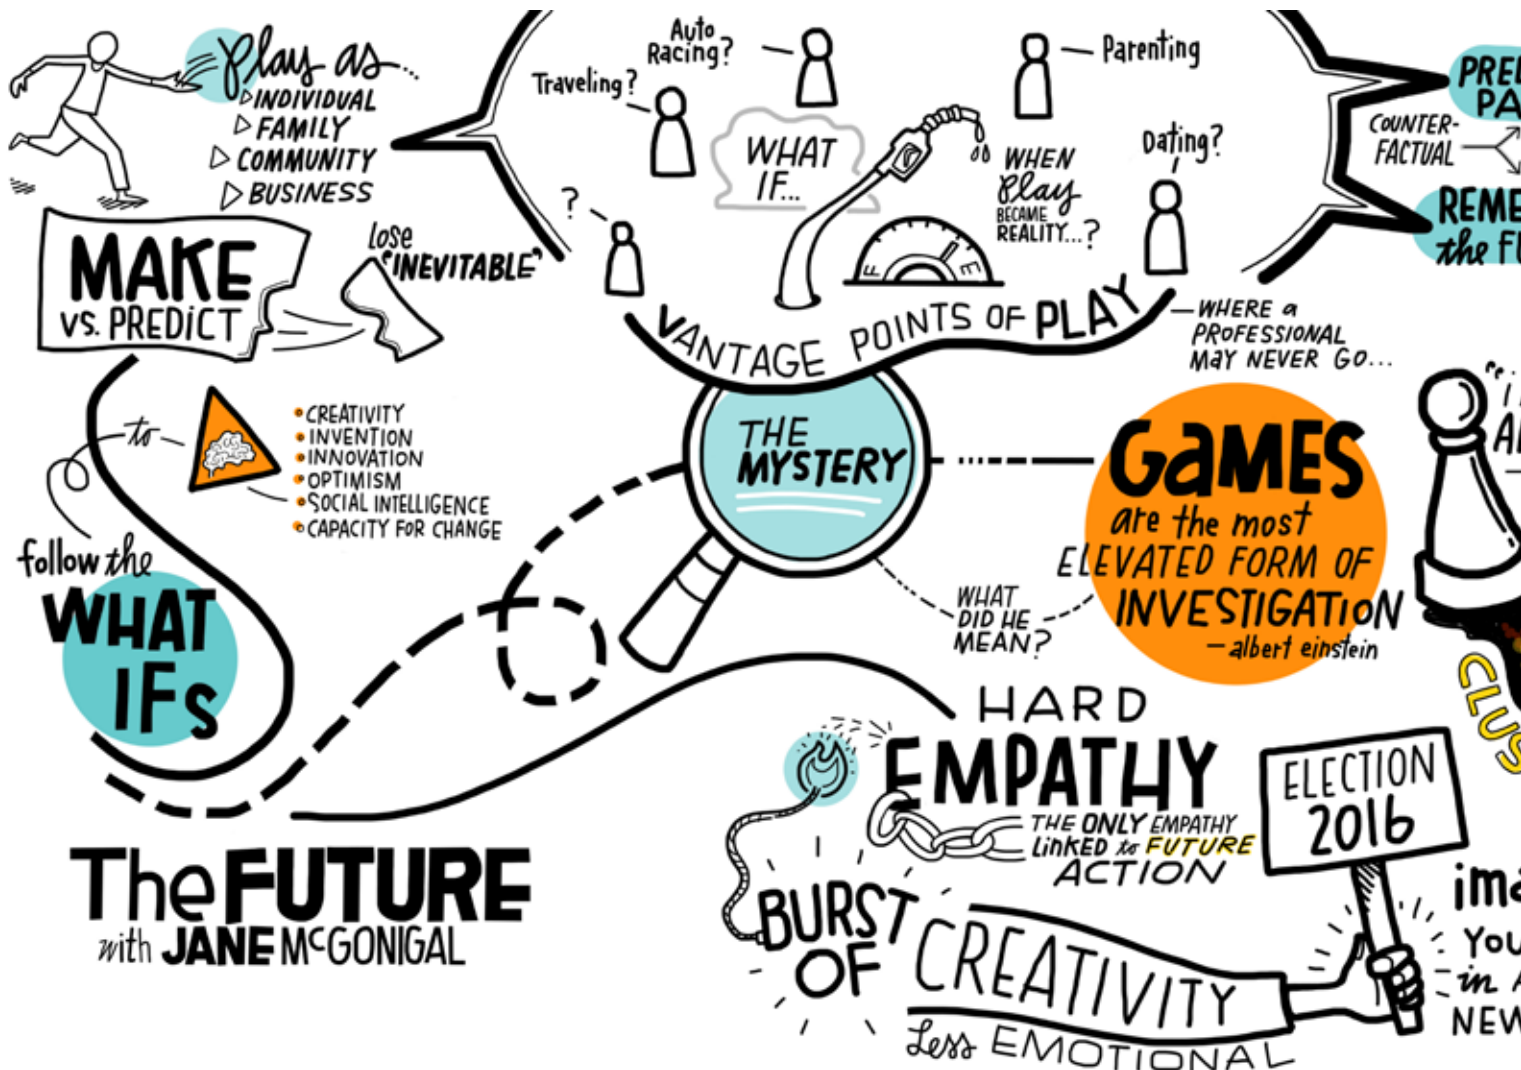 Play as...
INDIVIDUAL
FAMILY
COMMUNITY
BUSINESS
MAKE
VS. PREDICT
lose
"INEVITABLE"
to
CREATIVITY
INVENTION
INNOVATION
OPTIMISM
SOCIAL INTELLIGENCE
CAPACITY FOR CHANGE
follow the
WHAT
IFs
The FUTURE
with JANE McGONIGAL
Auto
Racing?
Traveling?
?
Parenting
Dating?
WHAT
IF...
WHEN
Play
BECAME
REALITY...?
F
E
VANTAGE POINTS OF PLAY
WHERE a
PROFESSIONAL
MAY NEVER GO...
THE
MYSTERY
GaMES
are the most
ELEVATED FORM OF
INVESTIGATION
– albert einstein
WHAT
DID HE
MEAN?
HARD
EMPATHY
THE ONLY EMPATHY
LiNKED to FUTURE
ACTION
BURST
OF
CREATIVITY
Less EMOTIONAL
ELECTION
2016
COUNTER-
FACTUAL
the
YOU
in
NEW